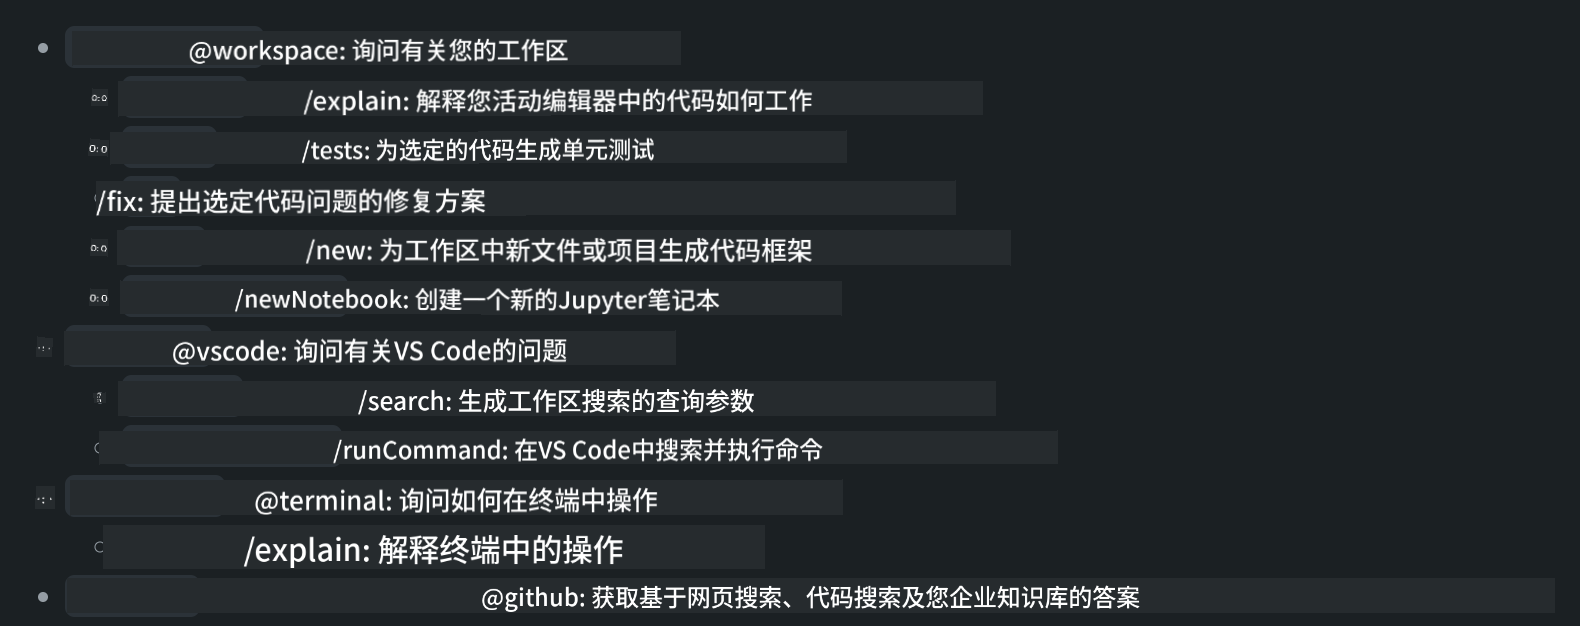 @workspace: 询问有关您的工作区
/explain: 解释您活动编辑器中的代码如何工作
/tests: 为选定的代码生成单元测试
/fix: 提出选定代码问题的修复方案
/new: 为工作区中新文件或项目生成代码框架
/newNotebook: 创建一个新的Jupyter笔记本
@vscode: 询问有关VS Code的问题
/search: 生成工作区搜索的查询参数
/runCommand: 在VS Code中搜索并执行命令
@terminal: 询问如何在终端中操作
/explain: 解释终端中的操作
@github: 获取基于网页搜索、代码搜索及您企业知识库的答案